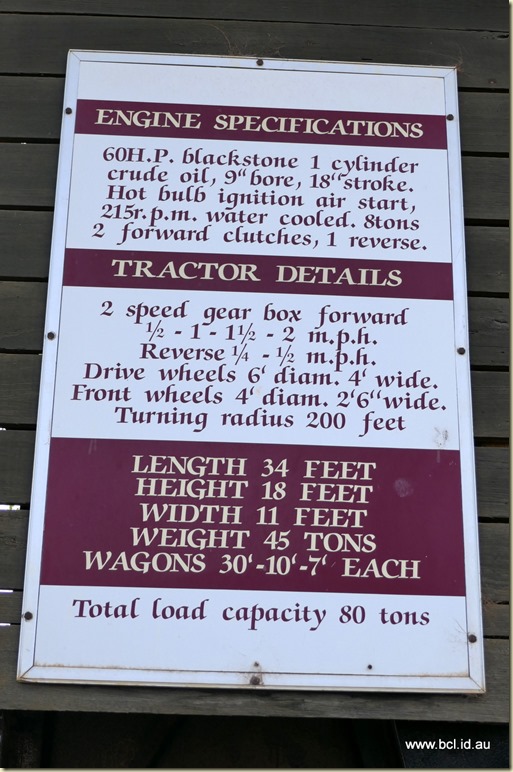 ENGINE SPECIFICATIONS
60H.P. blackstone 1 cylinder
crude oil, 9" bore, 18" stroke.
Hot bulb ignition air start,
215r.p.m. water cooled. 8tons
2 forward clutches, 1 reverse.
TRACTOR DETAILS
2 speed gear box forward
½ - 1 - 1½ - 2 m.p.h.
Reverse ¼ - ½ m.p.h.
Drive wheels 6' diam. 4' wide.
Front wheels 4' diam. 2'6" wide.
Turning radius 200 feet
LENGTH 34 FEET
HEIGHT 18 FEET
WIDTH 11 FEET
WEIGHT 45 TONS
WAGONS 30'-10'-7' EACH
Total load capacity 80 tons
www.bcl.id.au